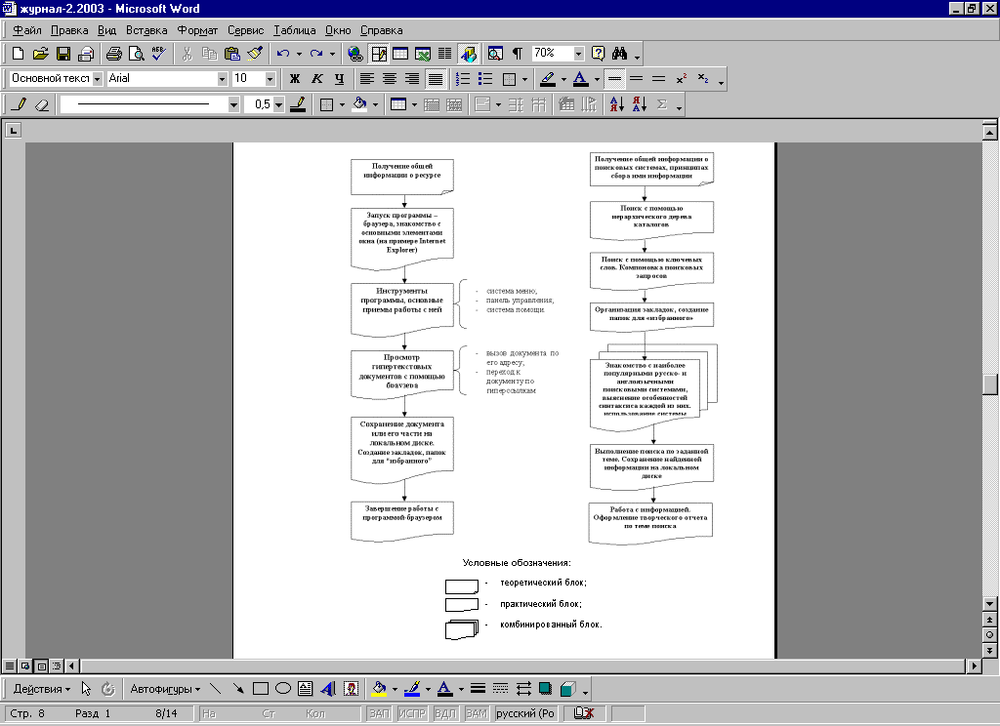 журнал-2.2003 - Microsoft Word
Файл Правка Вид Вставка Формат Сервис Таблица Окно Справка
70%
Основной текст Arial 10 Ж К Ч
0,5
Получение общей
информации о ресурсе
Запуск программы –
браузера, знакомство с
основными элементами
окна (на примере Internet
Explorer)
Инструменты
программы, основные
приемы работы с ней
- система меню;
- панель управления,
- система помощи.
Просмотр
гипертекстовых
документов с помощью
браузера
- вызов документа по
его адресу;
- переход к
документу по
гиперссылкам
Сохранение документа
или его части на
локальном диске.
Создание закладок, папок
для "избранного"
Завершение работы с
программой-браузером
Получение общей информации о
поисковых системах, принципах
сбора ими информации
Поиск с помощью
иерархического дерева
каталогов
Поиск с помощью ключевых
слов. Компоновка поисковых
запросов
Организация закладок, создание
папок для «избранного»
Знакомство с наиболее
популярными русско- и
англоязычными
поисковыми системами,
выяснение особенностей
синтаксиса каждой из них.
использование системы
Выполнение поиска по заданной
теме. Сохранение найденной
информации на локальном
диске
Работа с информацией.
Оформление творческого отчета
по теме поиска
Условные обозначения:
- теоретический блок;
- практический блок;
- комбинированный блок.
Действия Автофигуры
Стр. 8 Разд 1 8/14 На Ст Кол ЗАП ИСПР ВДЛ ЗАМ русский (Ро